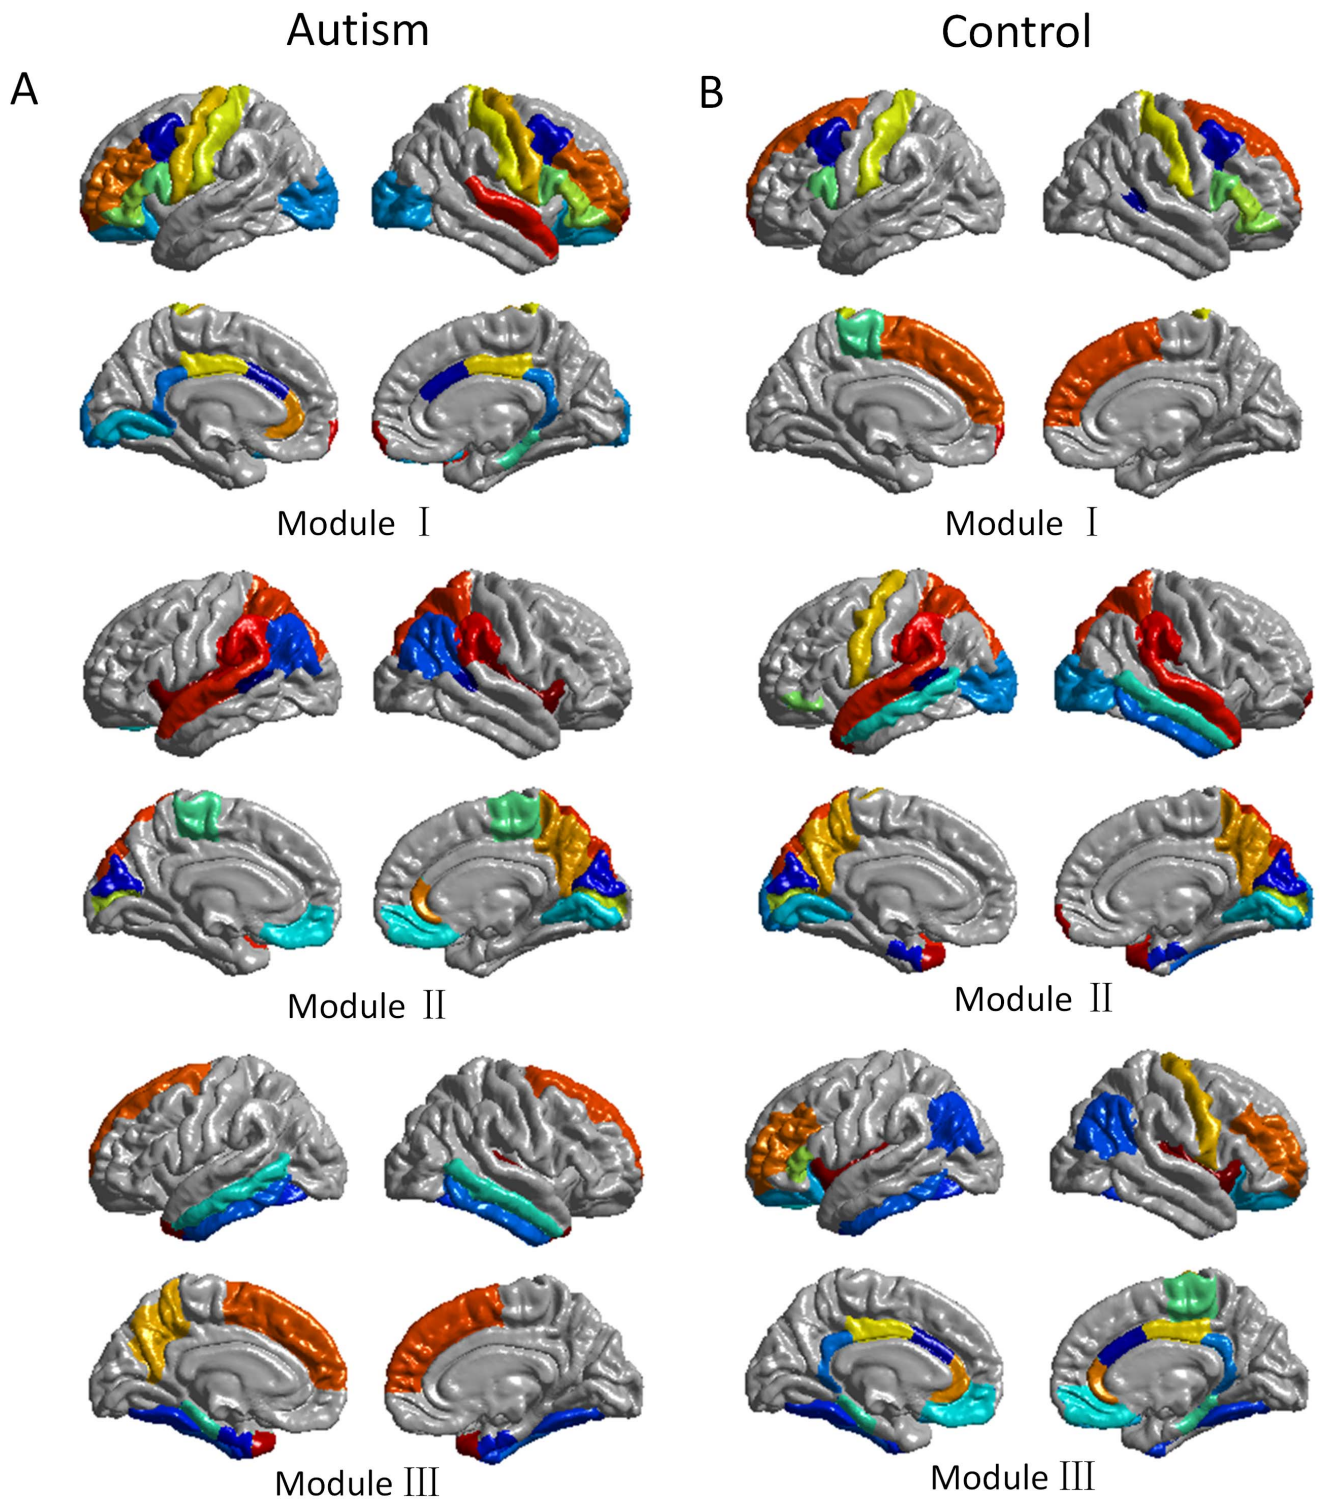 Autism Control
A B
Module Ⅰ Module Ⅰ
Module Ⅱ Module Ⅱ
Module Ⅲ Module Ⅲ